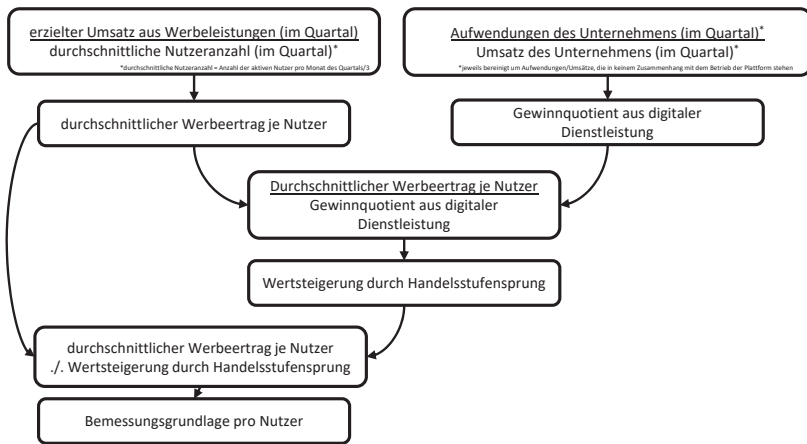 erzielter Umsatz aus Werbeleistungen (im Quartal)
durchschnittliche Nutzeranzahl (im Quartal)*
*durchschnittliche Nutzeranzahl = Anzahl der aktiven Nutzer pro Monat des Quartals/3
Aufwendungen des Unternehmens (im Quartal)*
Umsatz des Unternehmens (im Quartal)*
*jeweils bereinigt um Aufwendungen/Umsätze, die in keinem Zusammenhang mit dem Betrieb der Plattform stehen
durchschnittlicher Werbeertrag je Nutzer
Gewinnquotient aus digitaler
Dienstleistung
Durchschnittlicher Werbeertrag je Nutzer
Gewinnquotient aus digitaler
Dienstleistung
Wertsteigerung durch Handelsstufensprung
durchschnittlicher Werbeertrag je Nutzer
./. Wertsteigerung durch Handelsstufensprung
Bemessungsgrundlage pro Nutzer